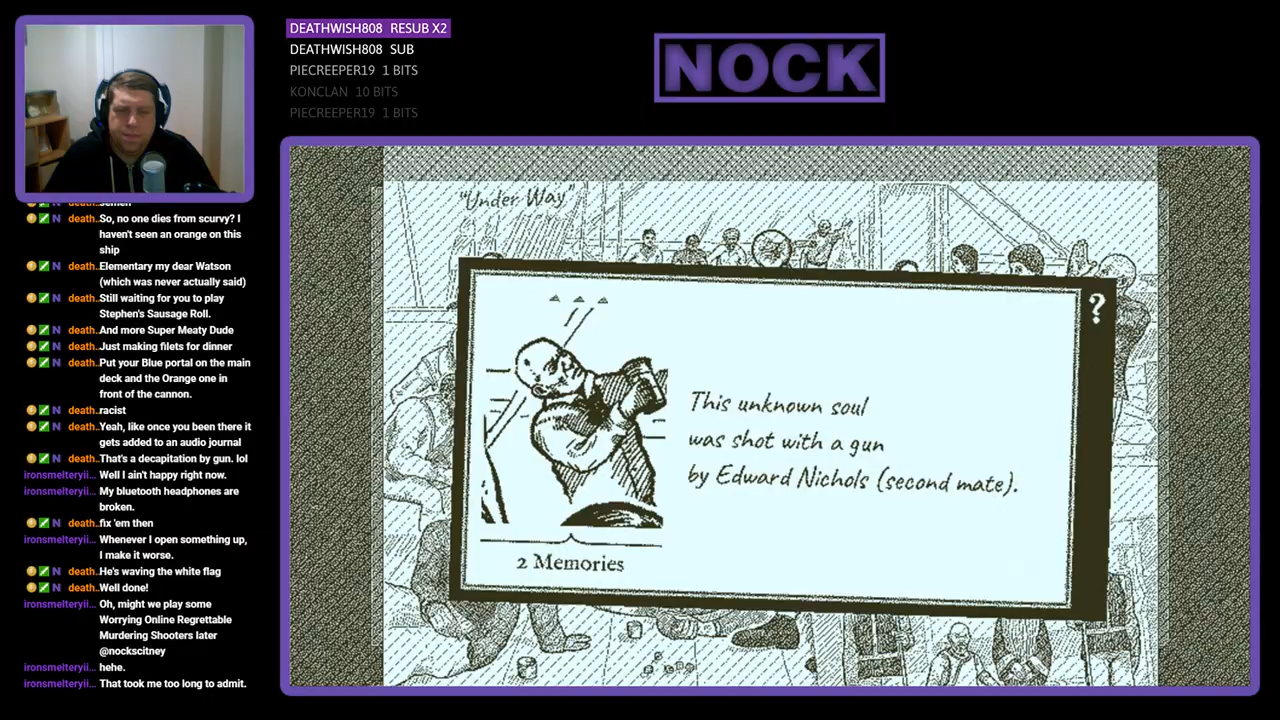 DEATHWISH808 RESUB X2
DEATHWISH808 SUB
PIECREEPER19 1 BITS
KONCLAN 10 BITS
PIECREEPER19 1 BITS
NOCK
death.. semen
death.. So, no one dies from scurvy? I
haven't seen an orange on this
ship
death.. Elementary my dear Watson
(which was never actually said)
death.. Still waiting for you to play
Stephen's Sausage Roll.
death.. And more Super Meaty Dude
death.. Just making filets for dinner
death.. Put your Blue portal on the main
deck and the Orange one in
front of the cannon.
death.. racist
death.. Yeah, like once you been there it
gets added to an audio journal
death.. That's a decapitation by gun. lol
ironsmelteryii... Well I ain't happy right now.
ironsmelteryii... My bluetooth headphones are
broken.
death.. fix 'em then
ironsmelteryii... Whenever I open something up,
I make it worse.
death.. He's waving the white flag
death.. Well done!
ironsmelteryii... Oh, might we play some
Worrying Online Regrettable
Murdering Shooters later
@nockscitney
ironsmelteryii... hehe.
ironsmelteryii... That took me too long to admit.
"Under Way"
?
This unknown soul
was shot with a gun
by Edward Nichols (second mate).
2 Memories